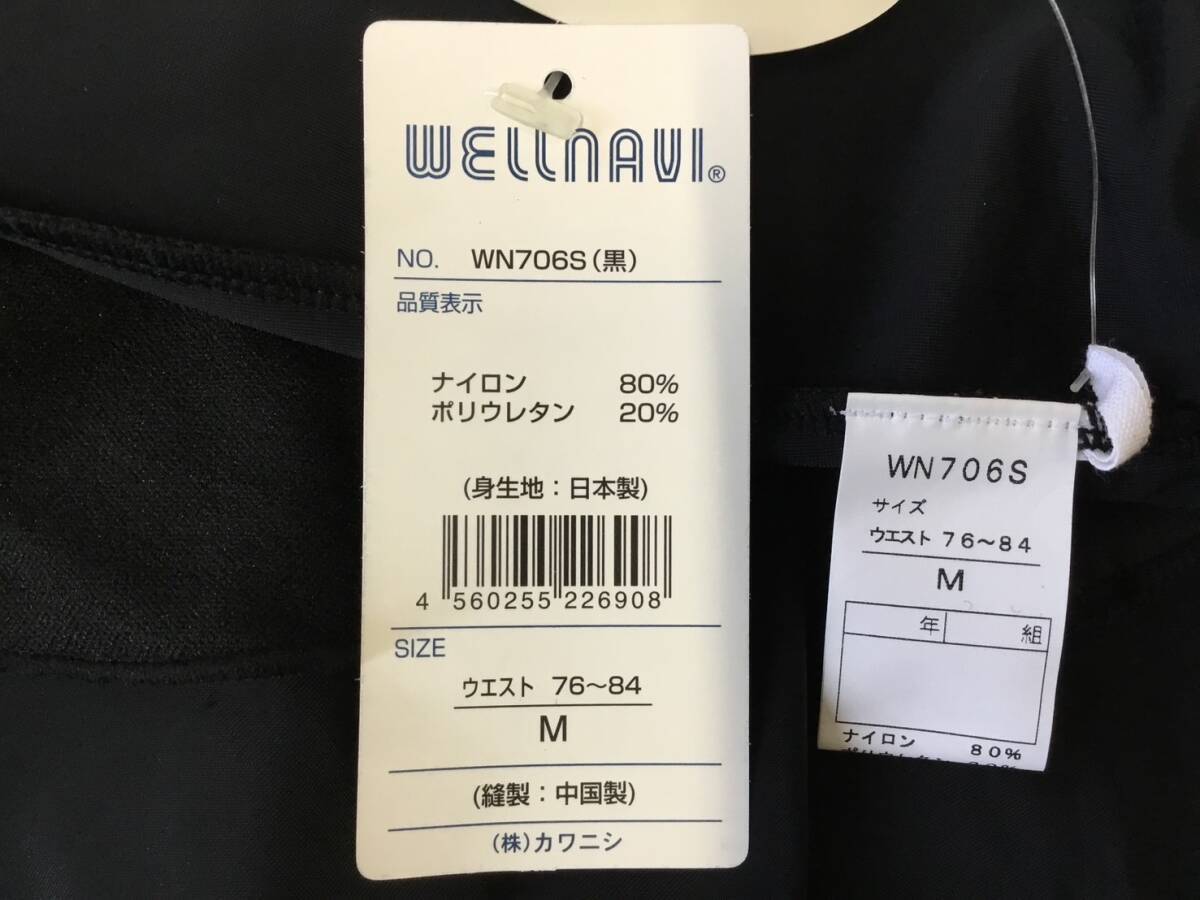 WELLNAVI®
NO. WN706S(黒)
品質表示
ナイロン 80%
ポリウレタン 20%
(身生地:日本製)
4 560255 226908
SIZE
ウエスト 76~84
M
(縫製:中国製)
(株)カワニシ
WN706S
サイズ
ウエスト 76~84
M
年 組
ナイロン 80%